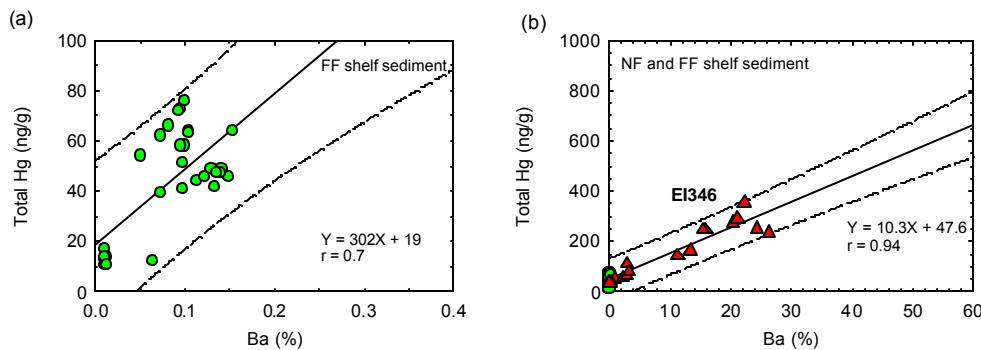 (a)
100
80
60
40
20
0
Total Hg (ng/g)
FF shelf sediment
Y = 302X + 19
r = 0.7
0.0 0.1 0.2 0.3 0.4
Ba (%)
(b)
1000
800
600
400
200
0
Total Hg (ng/g)
NF and FF shelf sediment
EI346
Y = 10.3X + 47.6
r = 0.94
0 10 20 30 40 50 60
Ba (%)